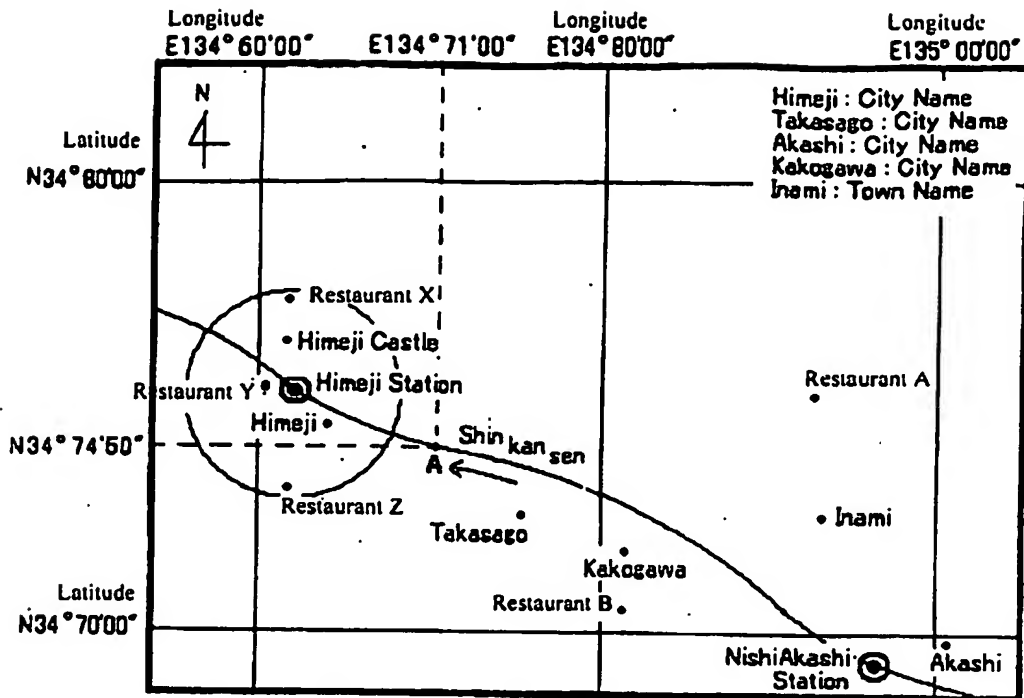 Longitude
E134°60'00"
E134°71'00"
Longitude
E134°80'00"
Longitude
E135°00'00"
N
Himeji : City Name
Takasago : City Name
Akashi : City Name
Kakogawa : City Name
Inami : Town Name
Latitude
N34°80'00"
Restaurant X
Himeji Castle
Restaurant Y
Himeji Station
Restaurant A
Himeji
N34°74'50"
Shin kan sen
A
Restaurant Z
Takasago
Inami
Kakogawa
Latitude
N34°70'00"
Restaurant B
NishiAkashi
Station
Akashi